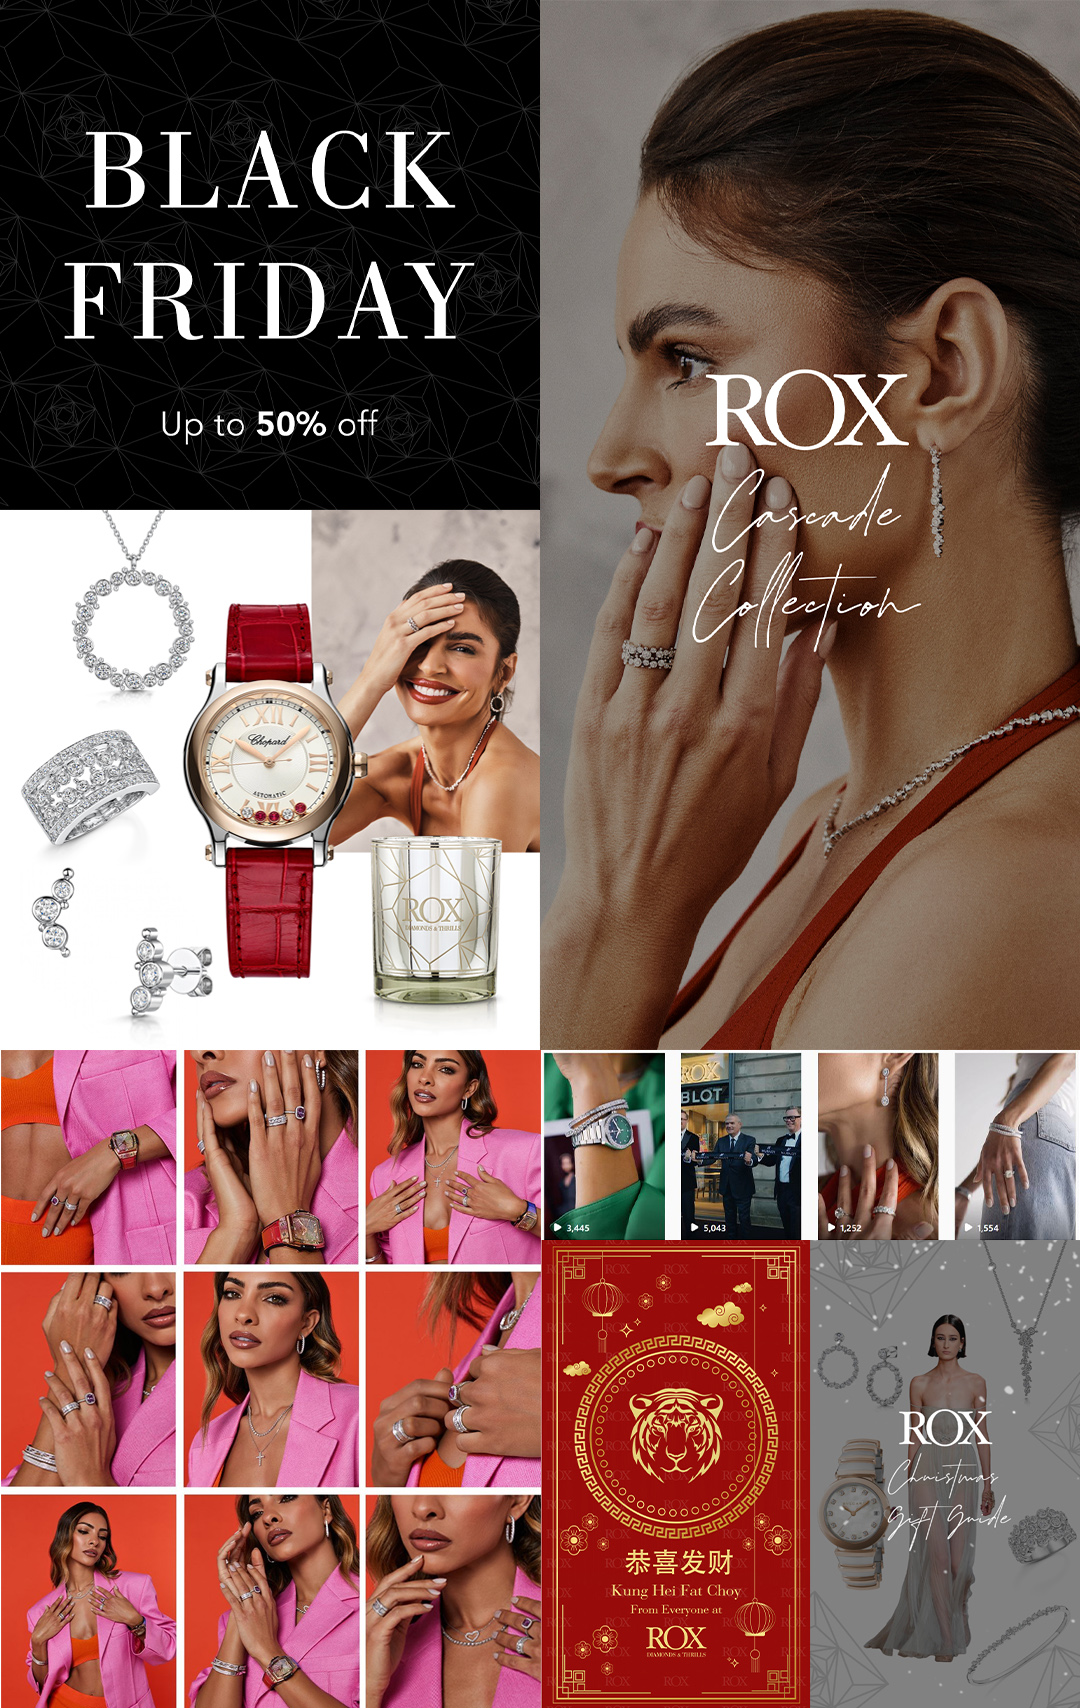 BLACK
FRIDAY
Up to 50% off
ROX
Cascade
Collection
Chopard
AUTOMATIC
ROX
DIAMONDS & THRILLS
3,445
ROX
BLOT
5,043
1,252
1,554
恭喜发财
Kung Hei Fat Choy
From Everyone at
ROX
DIAMONDS & THRILLS
ROX
Christmas
Gift Guide